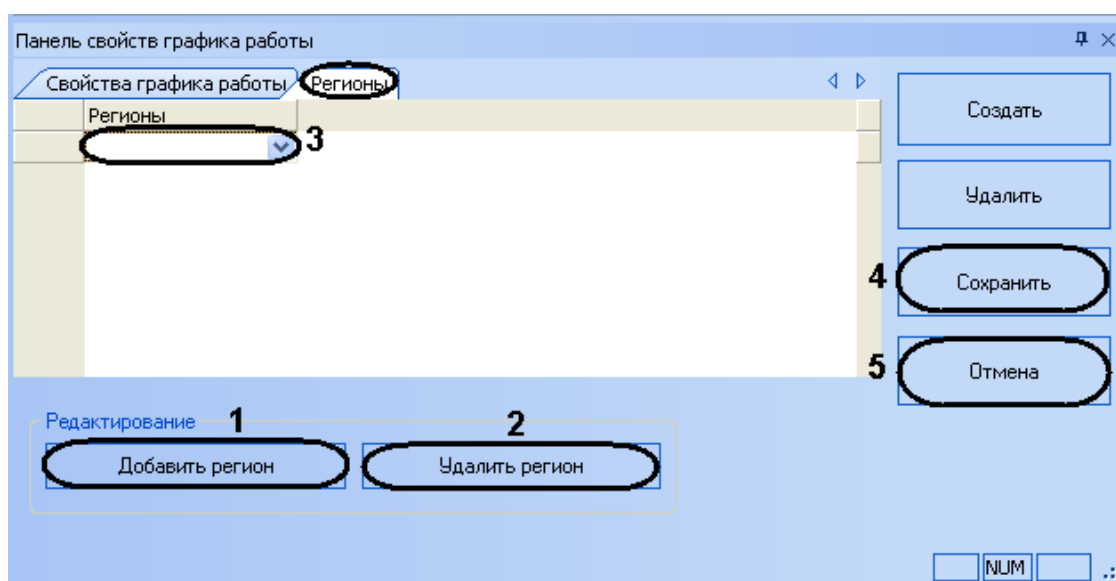 Панель свойств графика работы
Свойства графика работы Регионы
Регионы
3
Создать
Удалить
4 Сохранить
5 Отмена
Редактирование 1 2
Добавить регион Удалить регион
NUM